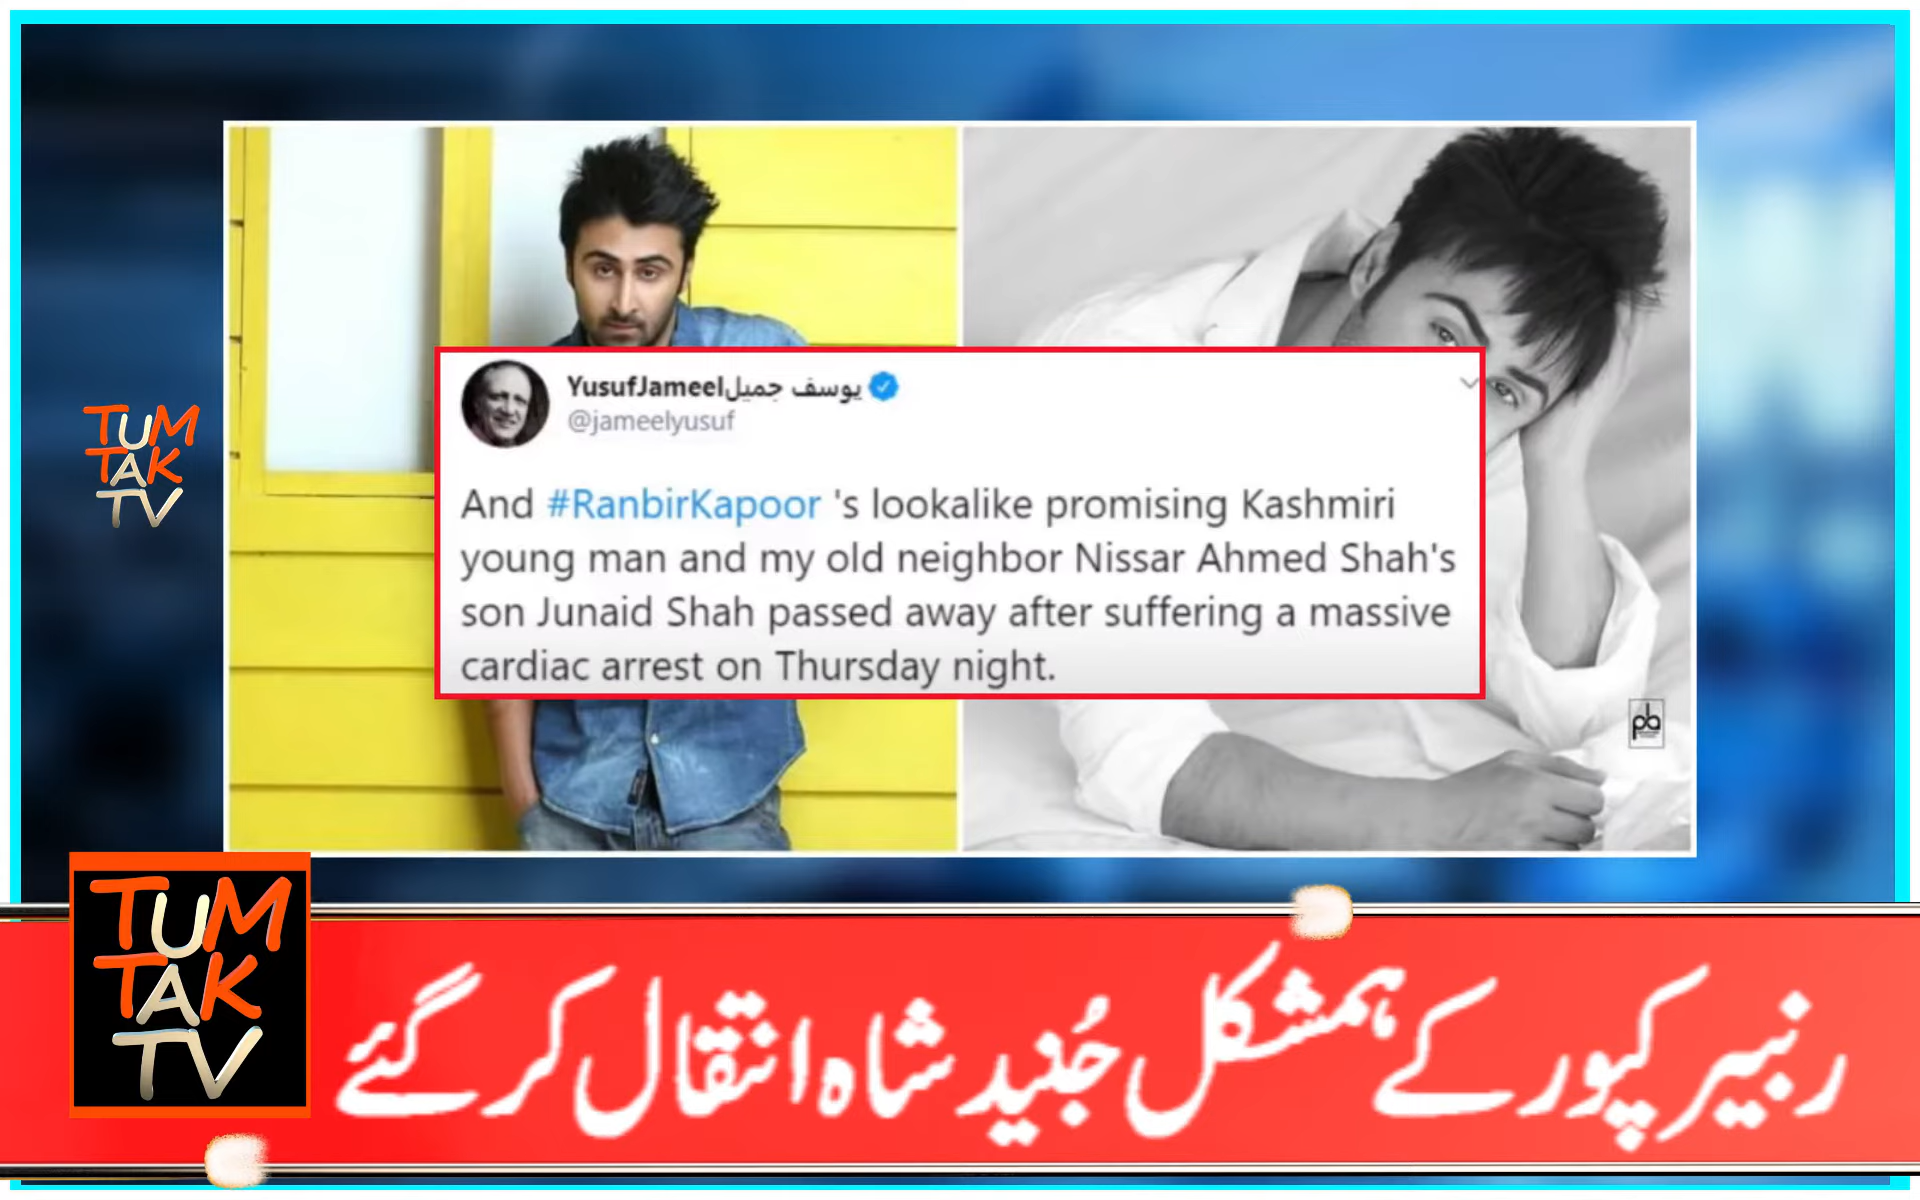 YusufJameelیوسف جمیل
@jameelyusuf
And #RanbirKapoor 's lookalike promising Kashmiri
young man and my old neighbor Nissar Ahmed Shah's
son Junaid Shah passed away after suffering a massive
cardiac arrest on Thursday night.
TUM
TAK
TV
pb
TUM
TAK
TV
رنبیر کپور کے ہمشکل جُنید شاہ انتقال کر گئے